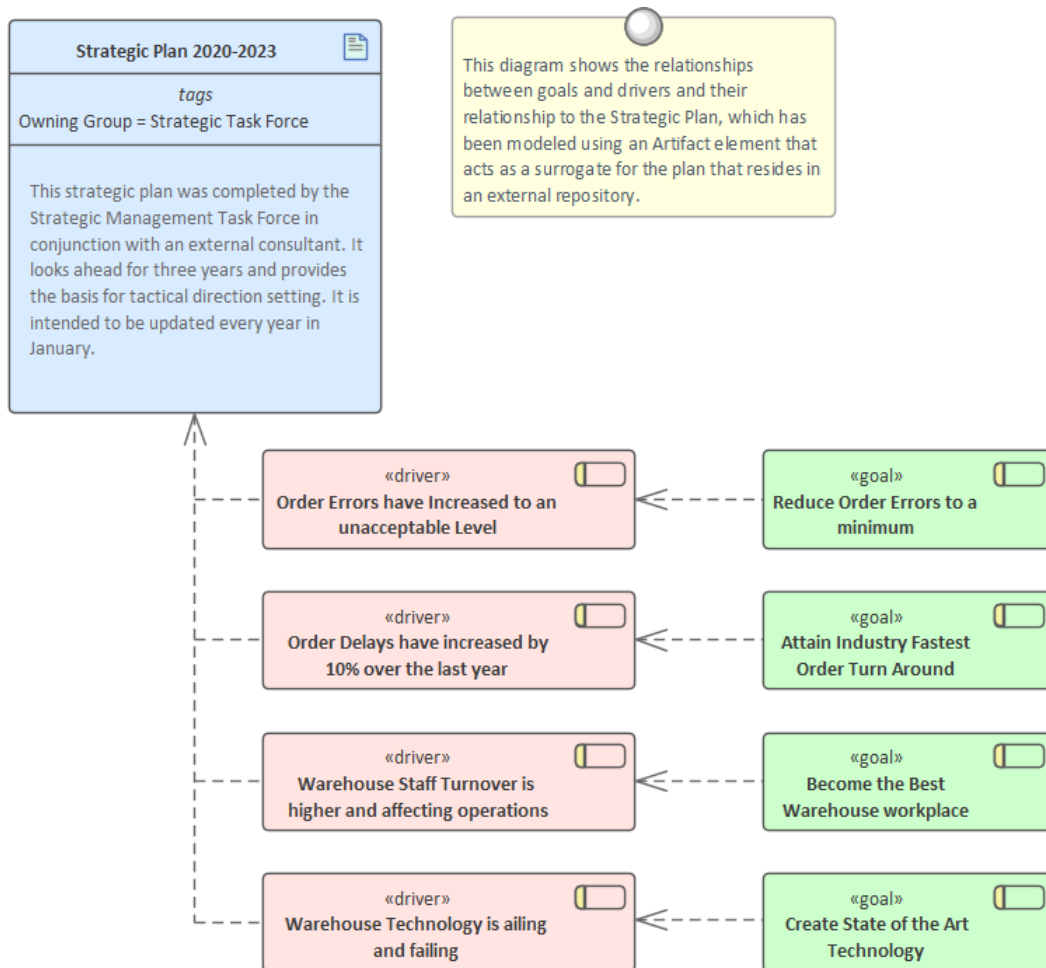 Strategic Plan 2020-2023
tags
Owning Group = Strategic Task Force
This strategic plan was completed by the
Strategic Management Task Force in
conjunction with an external consultant. It
looks ahead for three years and provides
the basis for tactical direction setting. It is
intended to be updated every year in
January.
This diagram shows the relationships
between goals and drivers and their
relationship to the Strategic Plan, which has
been modeled using an Artifact element that
acts as a surrogate for the plan that resides in
an external repository.
«driver»
Order Errors have Increased to an
unacceptable Level
«goal»
Reduce Order Errors to a
minimum
«driver»
Order Delays have increased by
10% over the last year
«goal»
Attain Industry Fastest
Order Turn Around
«driver»
Warehouse Staff Turnover is
higher and affecting operations
«goal»
Become the Best
Warehouse workplace
«driver»
Warehouse Technology is ailing
and failing
«goal»
Create State of the Art
Technology